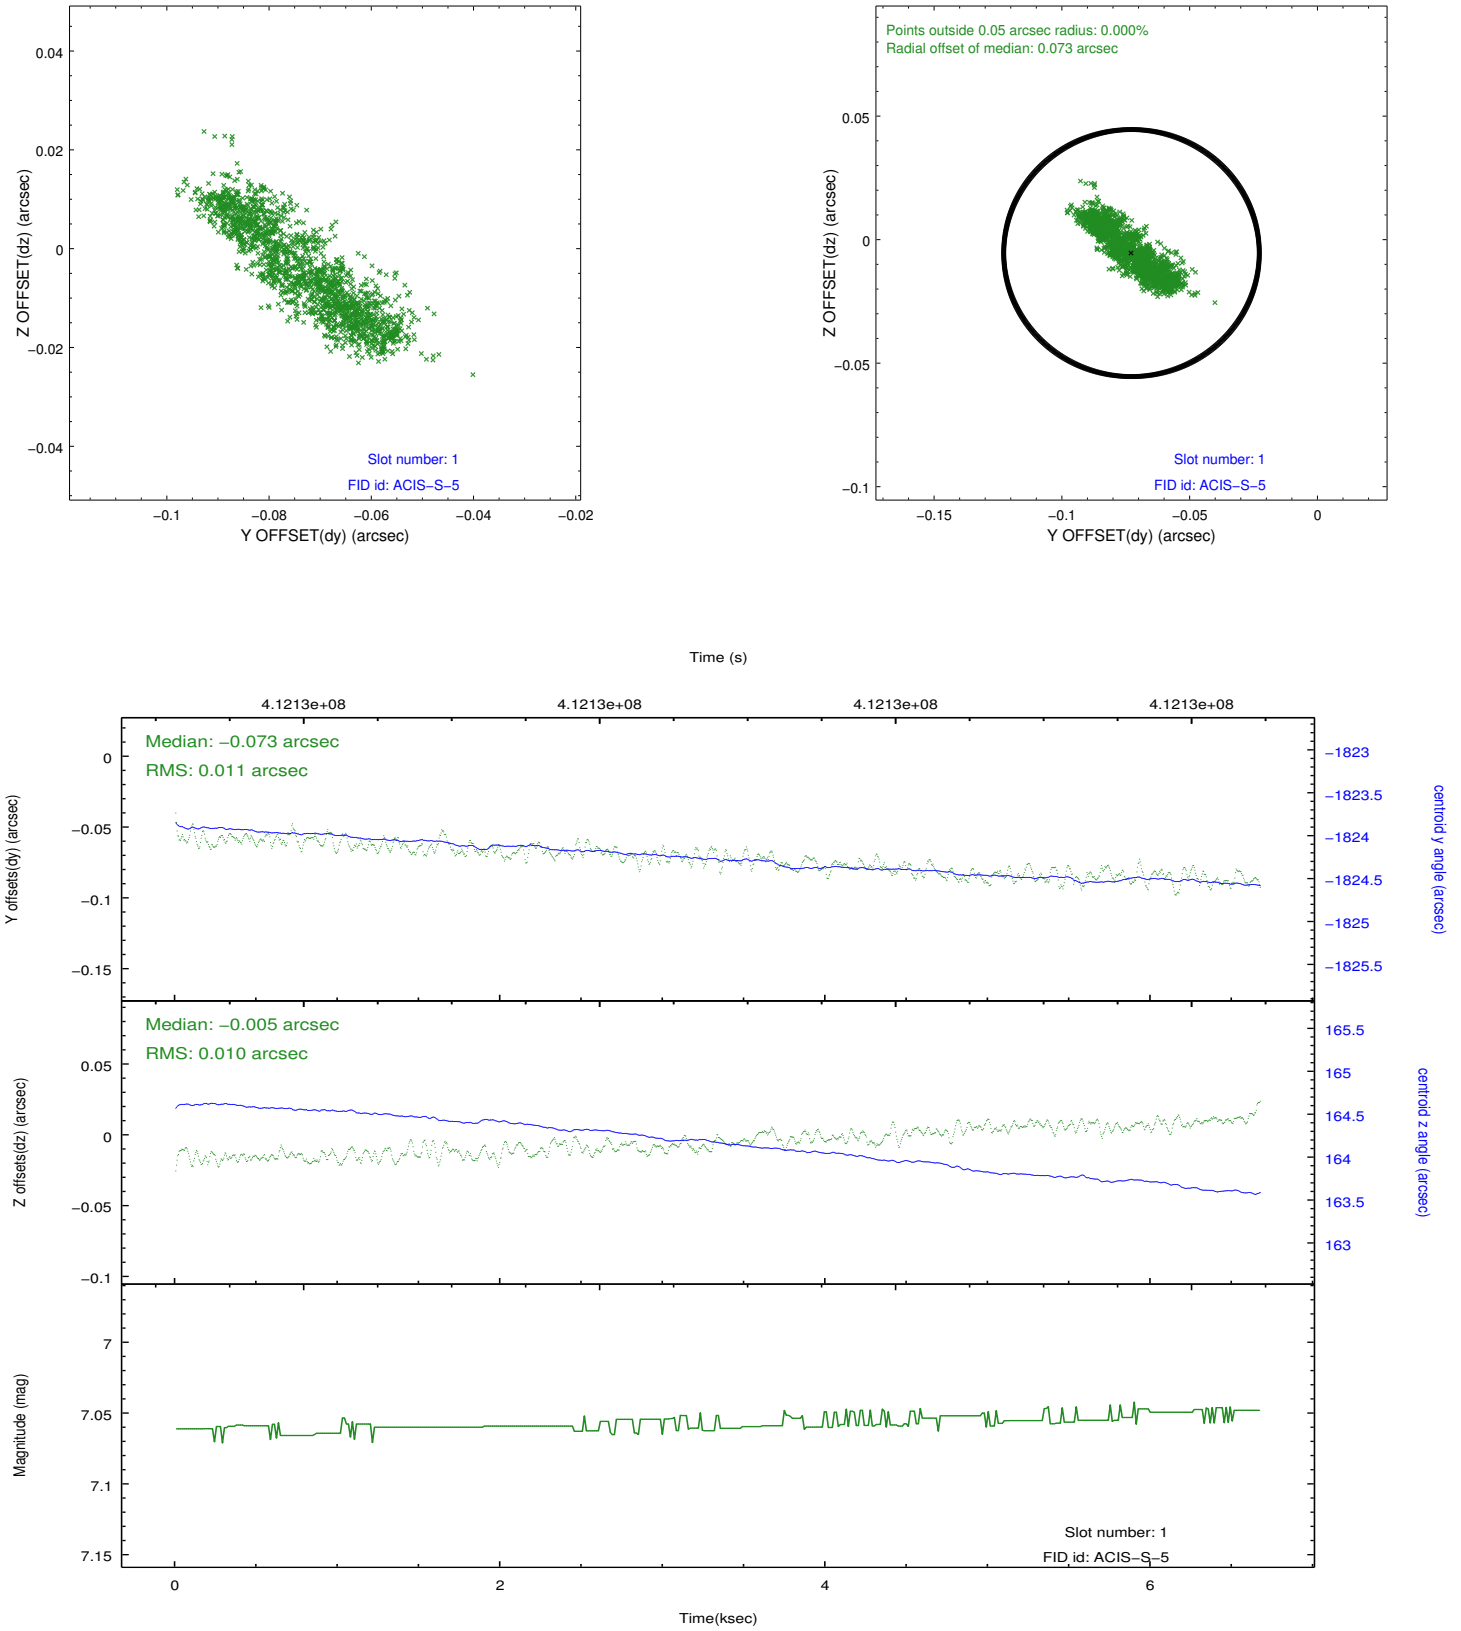 0.04
0.02
0
−0.02
−0.04
Z OFFSET(dz) (arcsec)
Slot number: 1
FID id: ACIS−S−5
−0.1
−0.08
−0.06
−0.04
−0.02
Y OFFSET(dy) (arcsec)
Points outside 0.05 arcsec radius: 0.000%
Radial offset of median: 0.073 arcsec
0.05
0
−0.05
−0.1
Z OFFSET(dz) (arcsec)
Slot number: 1
FID id: ACIS−S−5
−0.15
−0.1
−0.05
0
Y OFFSET(dy) (arcsec)
Time (s)
4.1213e+08
4.1213e+08
4.1213e+08
4.1213e+08
Median: −0.073 arcsec
RMS: 0.011 arcsec
0
−0.05
−0.1
−0.15
Y offsets(dy) (arcsec)
−1823
−1823.5
−1824
−1824.5
−1825
−1825.5
centroid y angle (arcsec)
Median: −0.005 arcsec
RMS: 0.010 arcsec
0.05
0
−0.05
−0.1
Z offsets(dz) (arcsec)
165.5
165
164.5
164
163.5
163
centroid z angle (arcsec)
7
7.05
7.1
7.15
Magnitude (mag)
Slot number: 1
FID id: ACIS−S−5
0
2
4
6
Time(ksec)